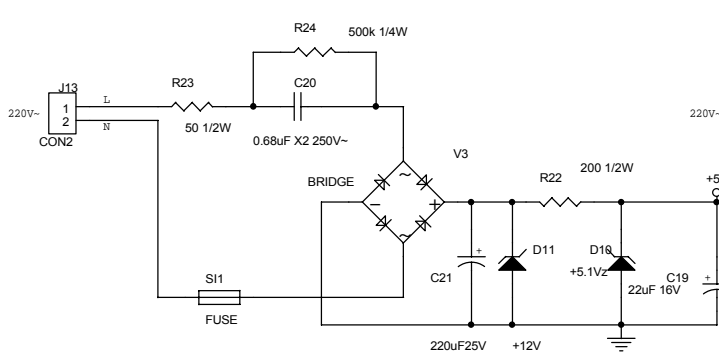 R24
500k 1/4W
J13
R23
C20
220V~
1
L
2
N
50 1/2W
0.68uF X2 250V~
CON2
220V~
V3
BRIDGE
~
R22
200 1/2W
+5
-
+
~
SI1
C21
+
D11
D10
+5.1Vz
C19
+
22uF 16V
FUSE
220uF25V
+12V